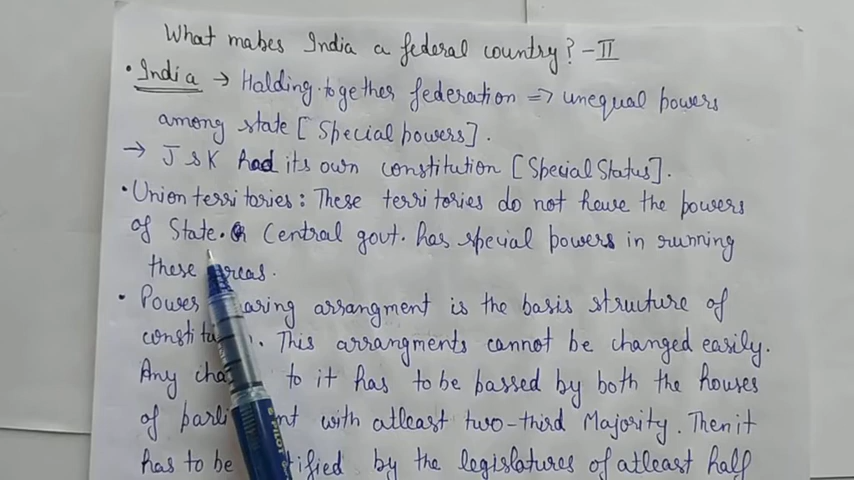 What makes India a federal country? - II
• India → Halding together federation ⇒ unequal powers
among state [Special powers].
→ J & K had its own constitution [Special Status].
• Union territories: These territories do not have the powers
of State. Central govt. has special powers in running
these areas.
• Power sharing arrangment is the basis structure of
constitu n. This arrangments cannot be changed easily.
Any cha to it has to be passed by both the houses
of parli nt with atleast two-third Majority. Then it
has to be tified by the legislatures of atleast half